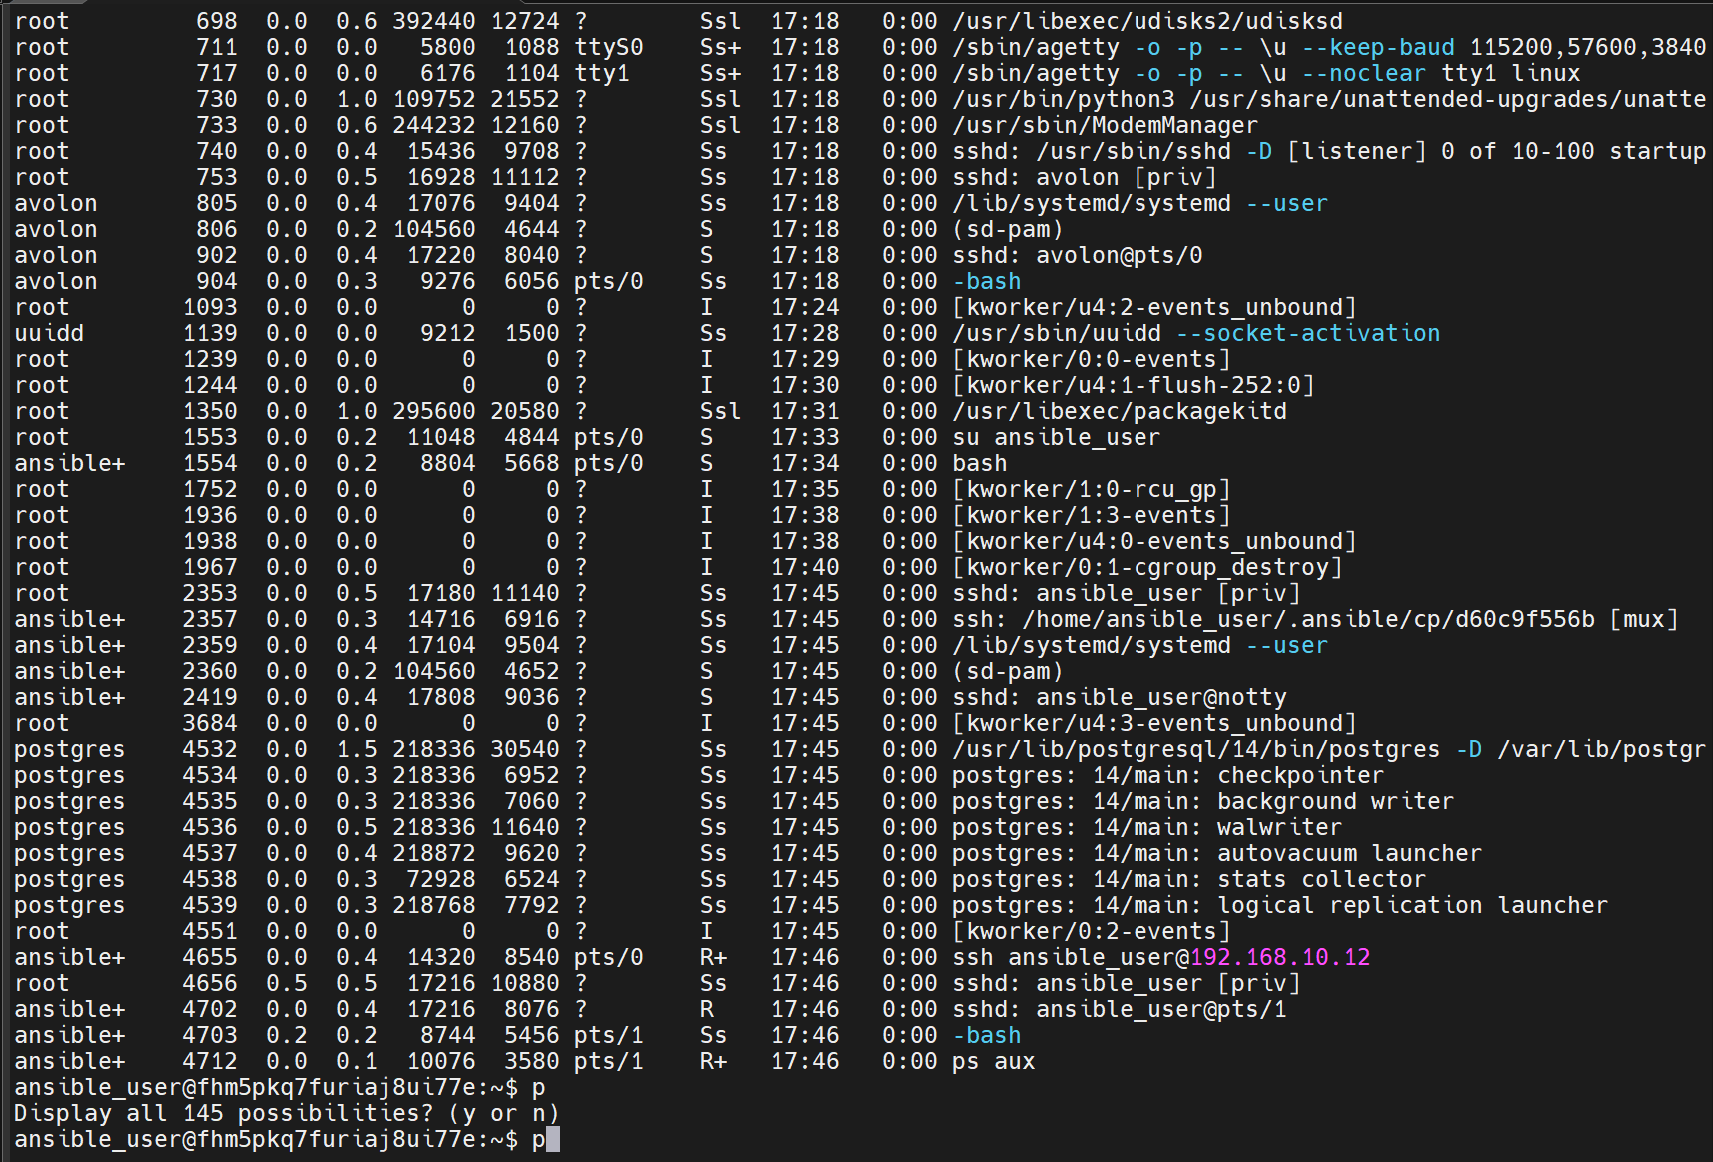 root 698 0.0 0.6 392440 12724 ? Ssl 17:18 0:00 /usr/libexec/udisks2/udisksd
root 711 0.0 0.0 5800 1088 ttyS0 Ss+ 17:18 0:00 /sbin/agetty -o -p -- \u --keep-baud 115200,57600,3840
root 717 0.0 0.0 6176 1104 tty1 Ss+ 17:18 0:00 /sbin/agetty -o -p -- \u --noclear tty1 linux
root 730 0.0 1.0 109752 21552 ? Ssl 17:18 0:00 /usr/bin/python3 /usr/share/unattended-upgrades/unatte
root 733 0.0 0.6 244232 12160 ? Ssl 17:18 0:00 /usr/sbin/ModemManager
root 740 0.0 0.4 15436 9708 ? Ss 17:18 0:00 sshd: /usr/sbin/sshd -D [listener] 0 of 10-100 startup
root 753 0.0 0.5 16928 11112 ? Ss 17:18 0:00 sshd: avolon [priv]
avolon 805 0.0 0.4 17076 9404 ? Ss 17:18 0:00 /lib/systemd/systemd --user
avolon 806 0.0 0.2 104560 4644 ? S 17:18 0:00 (sd-pam)
avolon 902 0.0 0.4 17220 8040 ? S 17:18 0:00 sshd: avolon@pts/0
avolon 904 0.0 0.3 9276 6056 pts/0 Ss 17:18 0:00 -bash
root 1093 0.0 0.0 0 0 ? I 17:24 0:00 [kworker/u4:2-events_unbound]
uuidd 1139 0.0 0.0 9212 1500 ? Ss 17:28 0:00 /usr/sbin/uuidd --socket-activation
root 1239 0.0 0.0 0 0 ? I 17:29 0:00 [kworker/0:0-events]
root 1244 0.0 0.0 0 0 ? I 17:30 0:00 [kworker/u4:1-flush-252:0]
root 1350 0.0 1.0 295600 20580 ? Ssl 17:31 0:00 /usr/libexec/packagekitd
root 1553 0.0 0.2 11048 4844 pts/0 S 17:33 0:00 su ansible_user
ansible+ 1554 0.0 0.2 8804 5668 pts/0 S 17:34 0:00 bash
root 1752 0.0 0.0 0 0 ? I 17:35 0:00 [kworker/1:0-rcu_gp]
root 1936 0.0 0.0 0 0 ? I 17:38 0:00 [kworker/1:3-events]
root 1938 0.0 0.0 0 0 ? I 17:38 0:00 [kworker/u4:0-events_unbound]
root 1967 0.0 0.0 0 0 ? I 17:40 0:00 [kworker/0:1-cgroup_destroy]
root 2353 0.0 0.5 17180 11140 ? Ss 17:45 0:00 sshd: ansible_user [priv]
ansible+ 2357 0.0 0.3 14716 6916 ? Ss 17:45 0:00 ssh: /home/ansible_user/.ansible/cp/d60c9f556b [mux]
ansible+ 2359 0.0 0.4 17104 9504 ? Ss 17:45 0:00 /lib/systemd/systemd --user
ansible+ 2360 0.0 0.2 104560 4652 ? S 17:45 0:00 (sd-pam)
ansible+ 2419 0.0 0.4 17808 9036 ? S 17:45 0:00 sshd: ansible_user@notty
root 3684 0.0 0.0 0 0 ? I 17:45 0:00 [kworker/u4:3-events_unbound]
postgres 4532 0.0 1.5 218336 30540 ? Ss 17:45 0:00 /usr/lib/postgresql/14/bin/postgres -D /var/lib/postgr
postgres 4534 0.0 0.3 218336 6952 ? Ss 17:45 0:00 postgres: 14/main: checkpointer
postgres 4535 0.0 0.3 218336 7060 ? Ss 17:45 0:00 postgres: 14/main: background writer
postgres 4536 0.0 0.5 218336 11640 ? Ss 17:45 0:00 postgres: 14/main: walwriter
postgres 4537 0.0 0.4 218872 9620 ? Ss 17:45 0:00 postgres: 14/main: autovacuum launcher
postgres 4538 0.0 0.3 72928 6524 ? Ss 17:45 0:00 postgres: 14/main: stats collector
postgres 4539 0.0 0.3 218768 7792 ? Ss 17:45 0:00 postgres: 14/main: logical replication launcher
root 4551 0.0 0.0 0 0 ? I 17:45 0:00 [kworker/0:2-events]
ansible+ 4655 0.0 0.4 14320 8540 pts/0 R+ 17:46 0:00 ssh ansible_user@192.168.10.12
root 4656 0.5 0.5 17216 10880 ? Ss 17:46 0:00 sshd: ansible_user [priv]
ansible+ 4702 0.0 0.4 17216 8076 ? R 17:46 0:00 sshd: ansible_user@pts/1
ansible+ 4703 0.2 0.2 8744 5456 pts/1 Ss 17:46 0:00 -bash
ansible+ 4712 0.0 0.1 10076 3580 pts/1 R+ 17:46 0:00 ps aux
ansible_user@fhm5pkq7furiaj8ui77e:~$ p
Display all 145 possibilities? (y or n)
ansible_user@fhm5pkq7furiaj8ui77e:~$ p